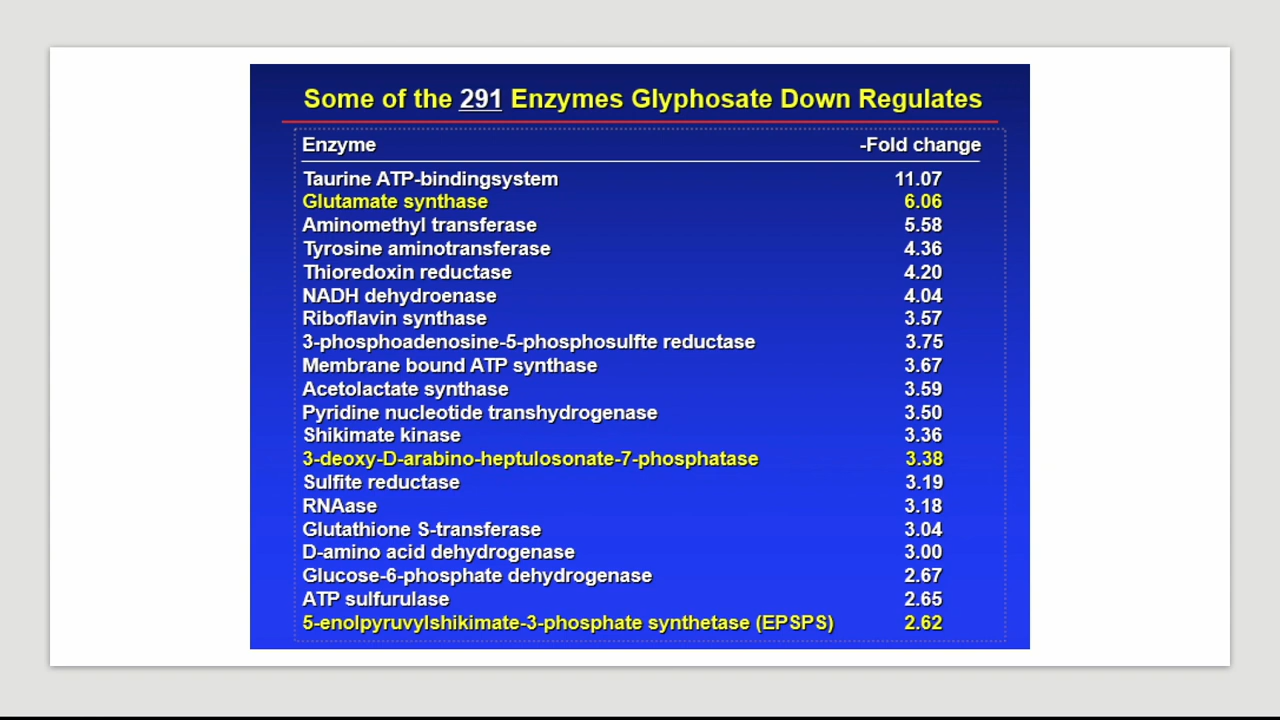 Some of the 291 Enzymes Glyphosate Down Regulates
Enzyme -Fold change
Taurine ATP-bindingsystem 11.07
Glutamate synthase 6.06
Aminomethyl transferase 5.58
Tyrosine aminotransferase 4.36
Thioredoxin reductase 4.20
NADH dehydroenase 4.04
Riboflavin synthase 3.57
3-phosphoadenosine-5-phosphosulfte reductase 3.75
Membrane bound ATP synthase 3.67
Acetolactate synthase 3.59
Pyridine nucleotide transhydrogenase 3.50
Shikimate kinase 3.36
3-deoxy-D-arabino-heptulosonate-7-phosphatase 3.38
Sulfite reductase 3.19
RNAase 3.18
Glutathione S-transferase 3.04
D-amino acid dehydrogenase 3.00
Glucose-6-phosphate dehydrogenase 2.67
ATP sulfurulase 2.65
5-enolpyruvylshikimate-3-phosphate synthetase (EPSPS) 2.62